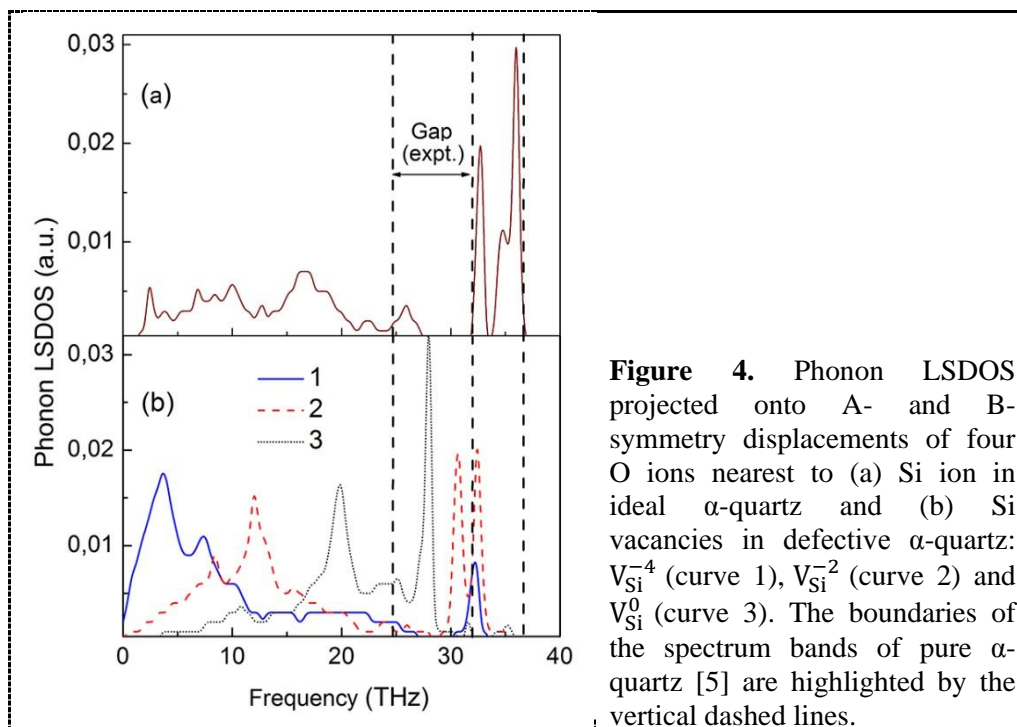 0,03
(a)
0,02
Gap
(expt.)
0,01
Phonon LSDOS (a.u.)
0,03
(b)
1
2
3
0,02
0,01
0
10
20
30
40
Frequency (THz)
Figure 4. Phonon LSDOS
projected onto A- and B-
symmetry displacements of four
O ions nearest to (a) Si ion in
ideal α-quartz and (b) Si
vacancies in defective α-quartz:
V_Si^−4 (curve 1), V_Si^−2 (curve 2) and
V_Si^0 (curve 3). The boundaries of
the spectrum bands of pure α-
quartz [5] are highlighted by the
vertical dashed lines.